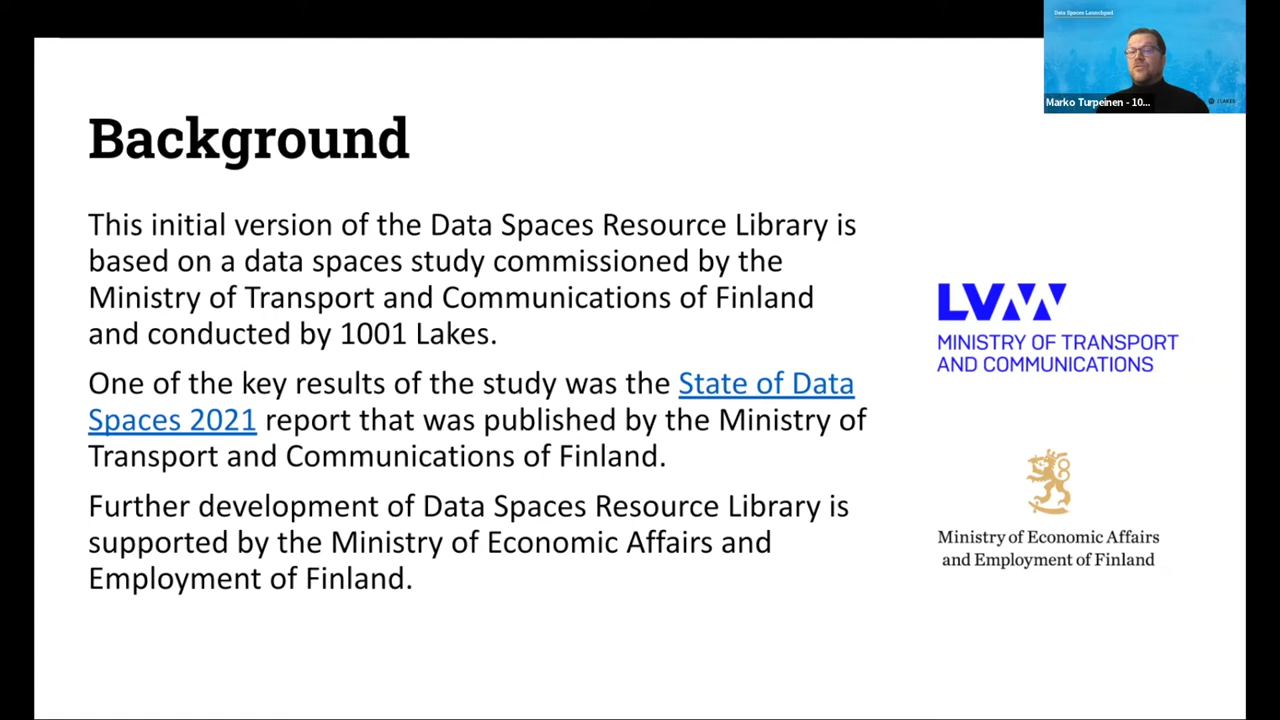 Data Spaces Launchpad
Marko Turpeinen - 10...
Background
This initial version of the Data Spaces Resource Library is
based on a data spaces study commissioned by the
Ministry of Transport and Communications of Finland
and conducted by 1001 Lakes.
One of the key results of the study was the State of Data
Spaces 2021 report that was published by the Ministry of
Transport and Communications of Finland.
Further development of Data Spaces Resource Library is
supported by the Ministry of Economic Affairs and
Employment of Finland.
LVM
MINISTRY OF TRANSPORT
AND COMMUNICATIONS
Ministry of Economic Affairs
and Employment of Finland